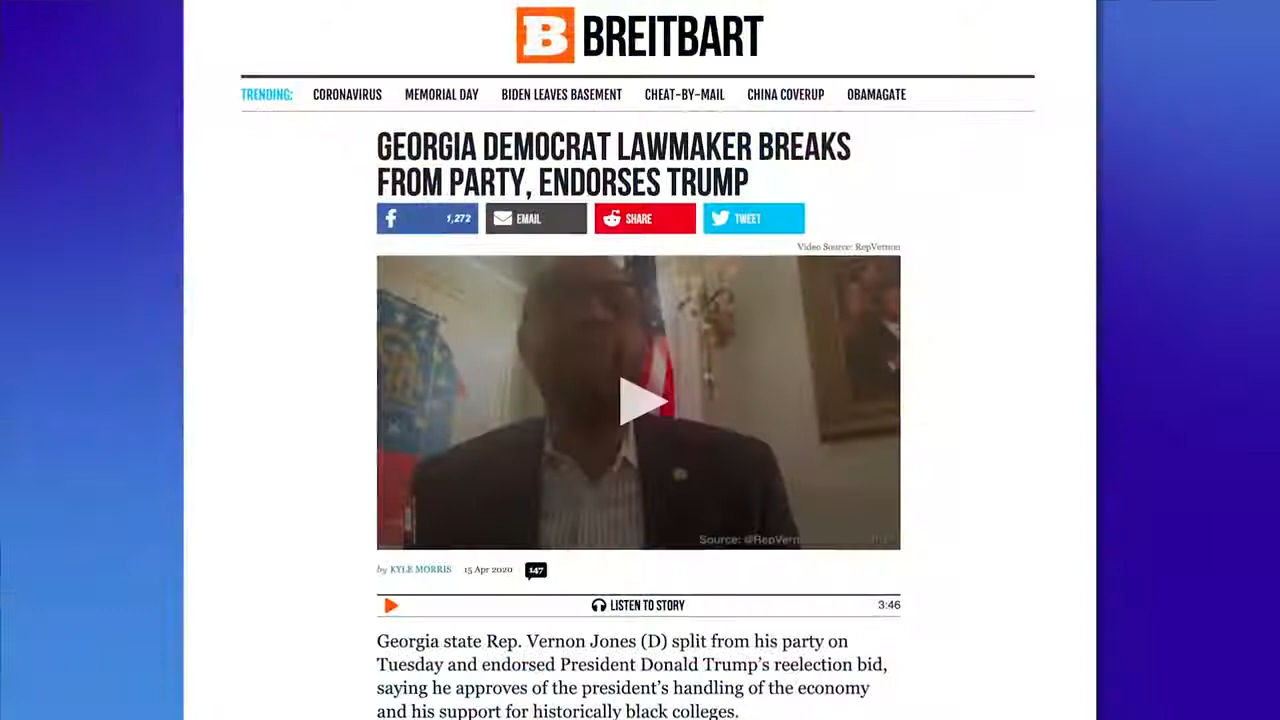 B BREITBART
TRENDING: CORONAVIRUS MEMORIAL DAY BIDEN LEAVES BASEMENT CHEAT-BY-MAIL CHINA COVERUP OBAMAGATE
GEORGIA DEMOCRAT LAWMAKER BREAKS
FROM PARTY, ENDORSES TRUMP
f 1,272 EMAIL SHARE TWEET
Video Source: RepVernon
Source: @RepVern
by KYLE MORRIS 15 Apr 2020 147
LISTEN TO STORY 3:46
Georgia state Rep. Vernon Jones (D) split from his party on
Tuesday and endorsed President Donald Trump's reelection bid,
saying he approves of the president's handling of the economy
and his support for historically black colleges.